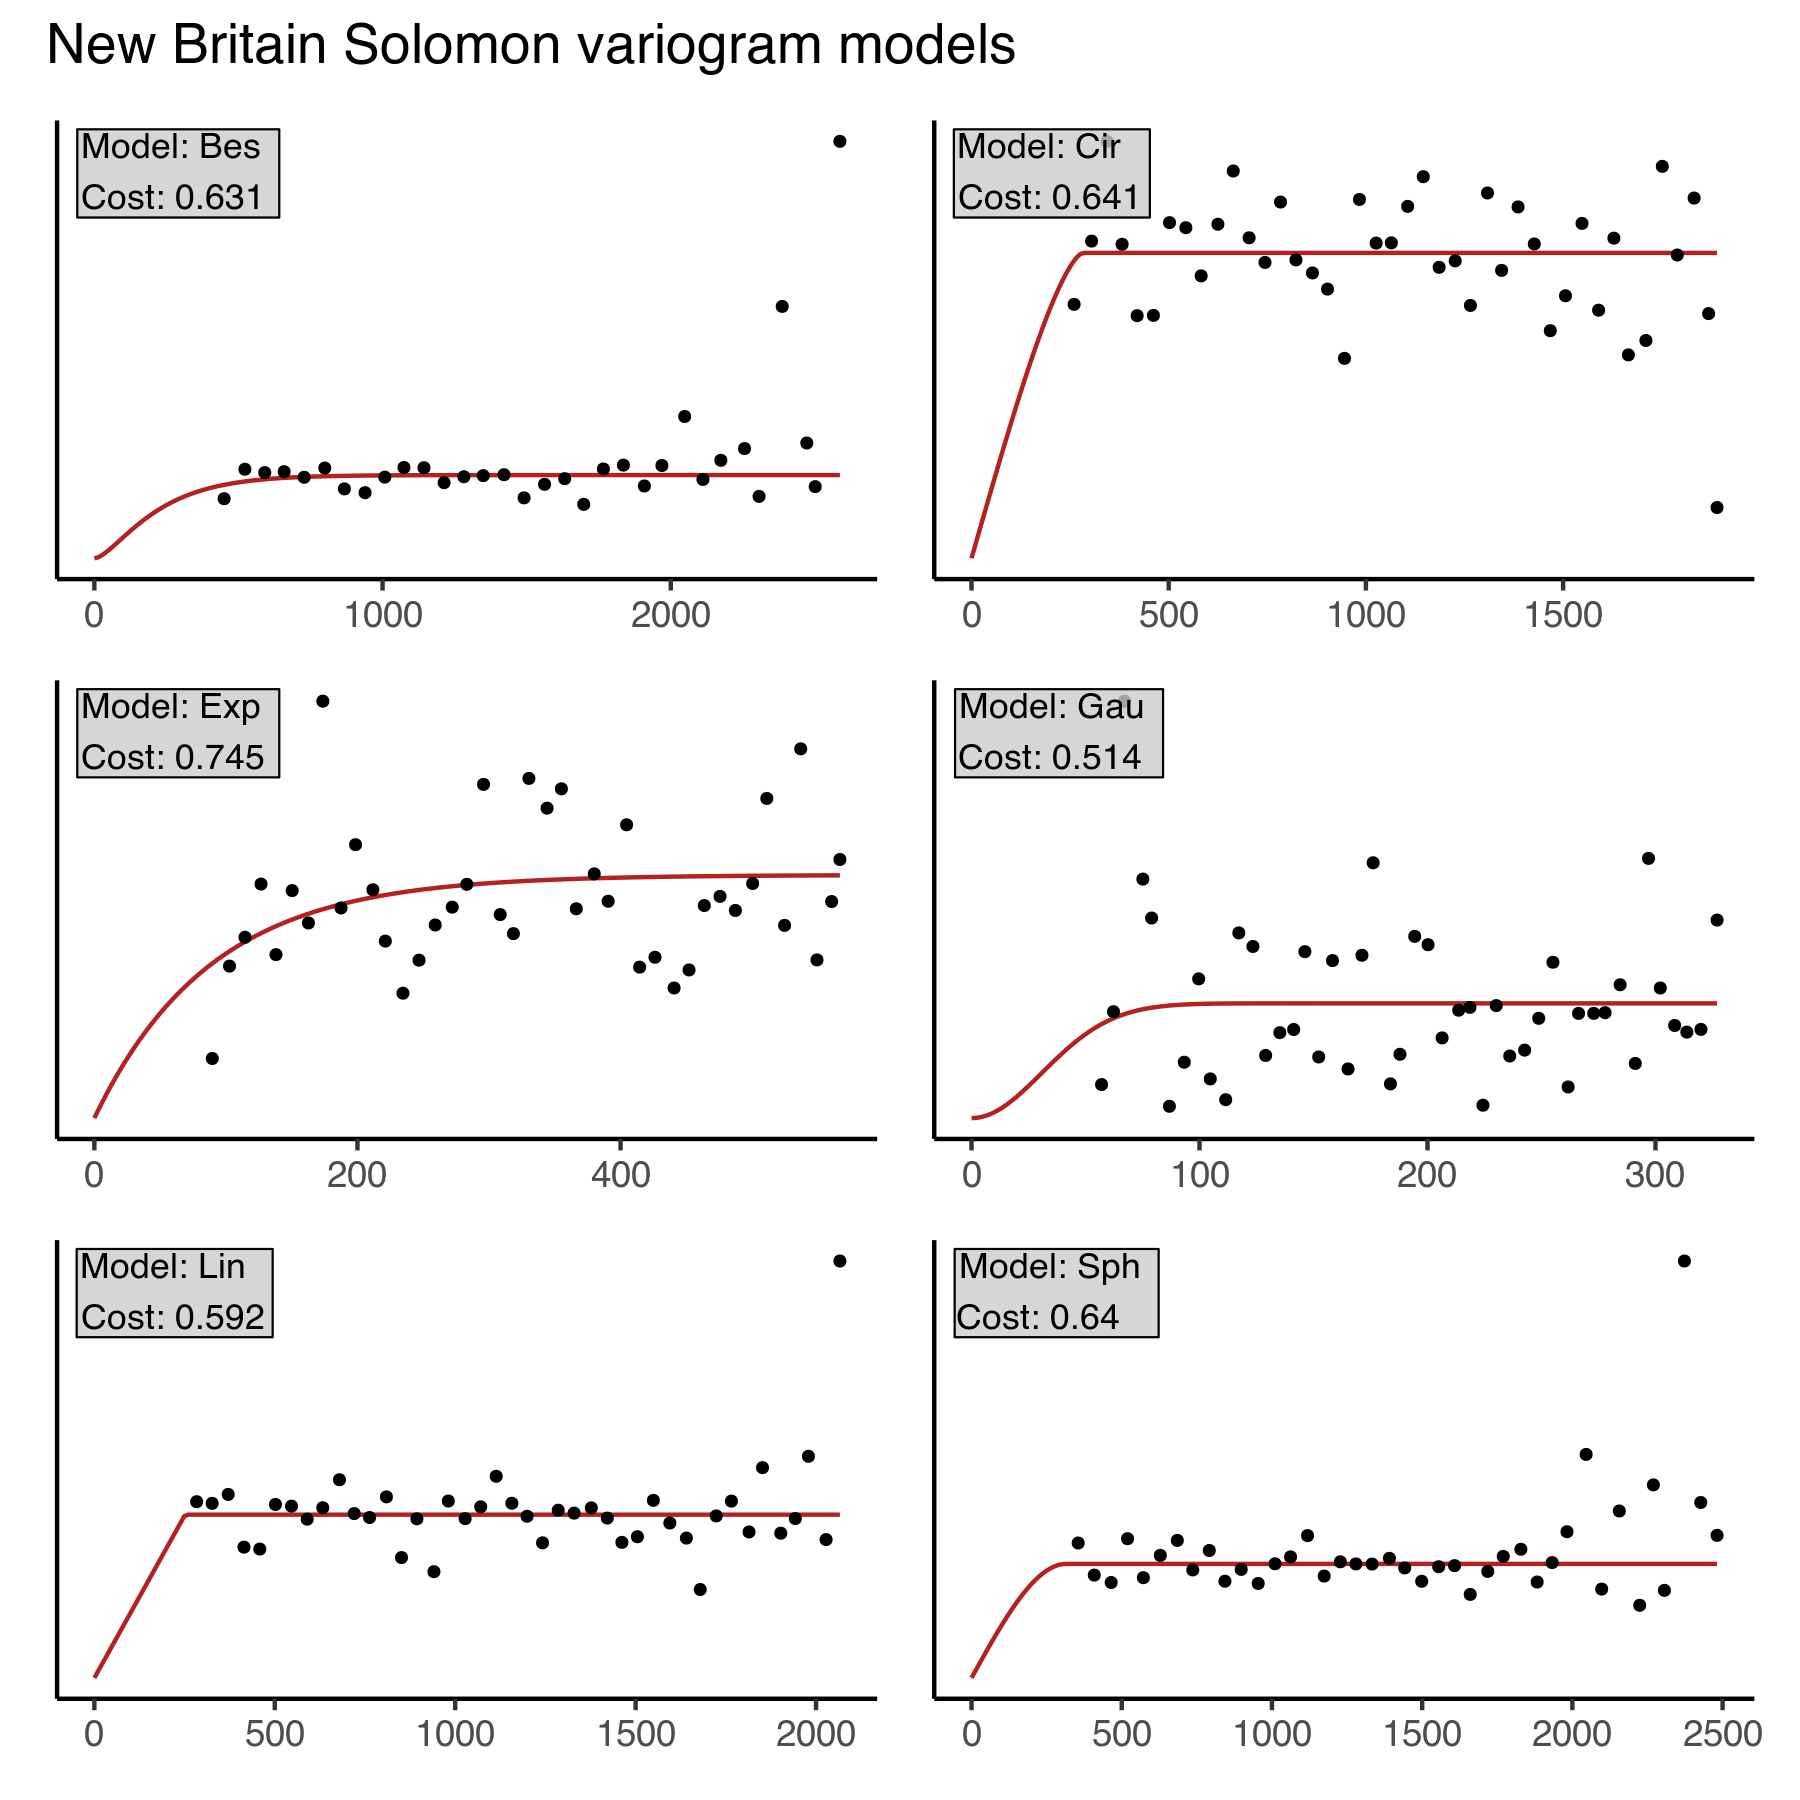 New Britain Solomon variogram models
Model: Bes
Cost: 0.631
0 1000 2000
Model: Cir
Cost: 0.641
0 500 1000 1500
Model: Exp
Cost: 0.745
0 200 400
Model: Gau
Cost: 0.514
0 100 200 300
Model: Lin
Cost: 0.592
0 500 1000 1500 2000
Model: Sph
Cost: 0.64
0 500 1000 1500 2000 2500